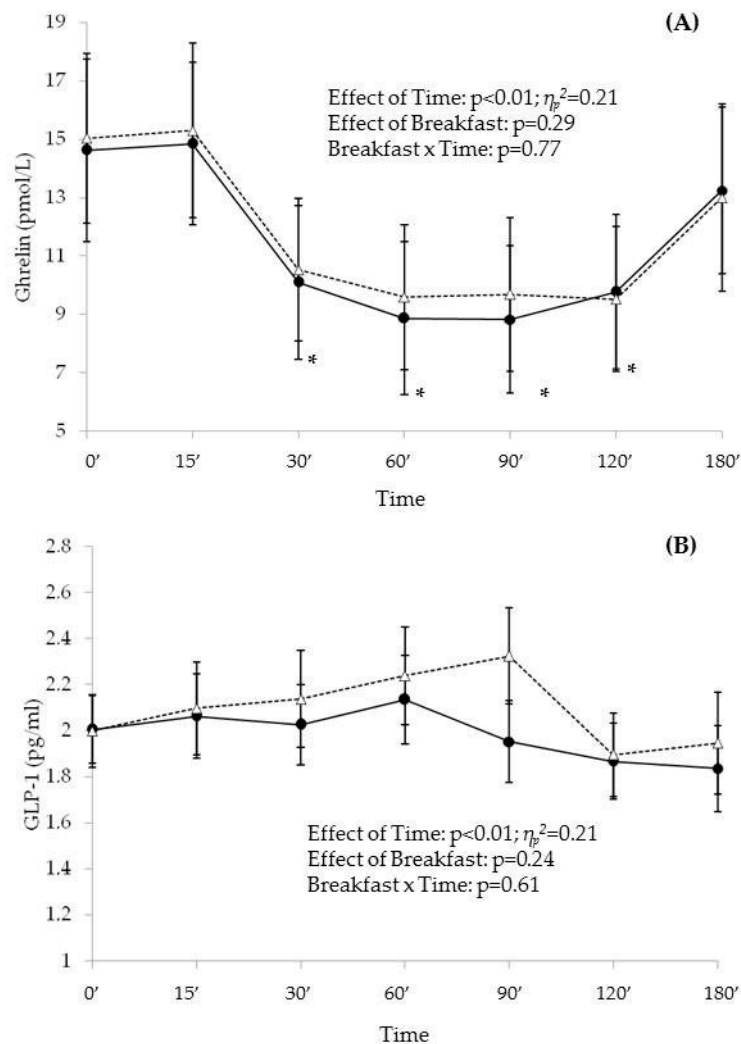 (A)
19
17
15
13
11
9
7
5
Ghrelin (pmol/L)
Effect of Time: p<0.01; ηp²=0.21
Effect of Breakfast: p=0.29
Breakfast x Time: p=0.77
* * * *
0′ 15′ 30′ 60′ 90′ 120′ 180′
Time
(B)
2.8
2.6
2.4
2.2
2
1.8
1.6
1.4
1.2
1
GLP-1 (pg/ml)
Effect of Time: p<0.01; ηp²=0.21
Effect of Breakfast: p=0.24
Breakfast x Time: p=0.61
0′ 15′ 30′ 60′ 90′ 120′ 180′
Time